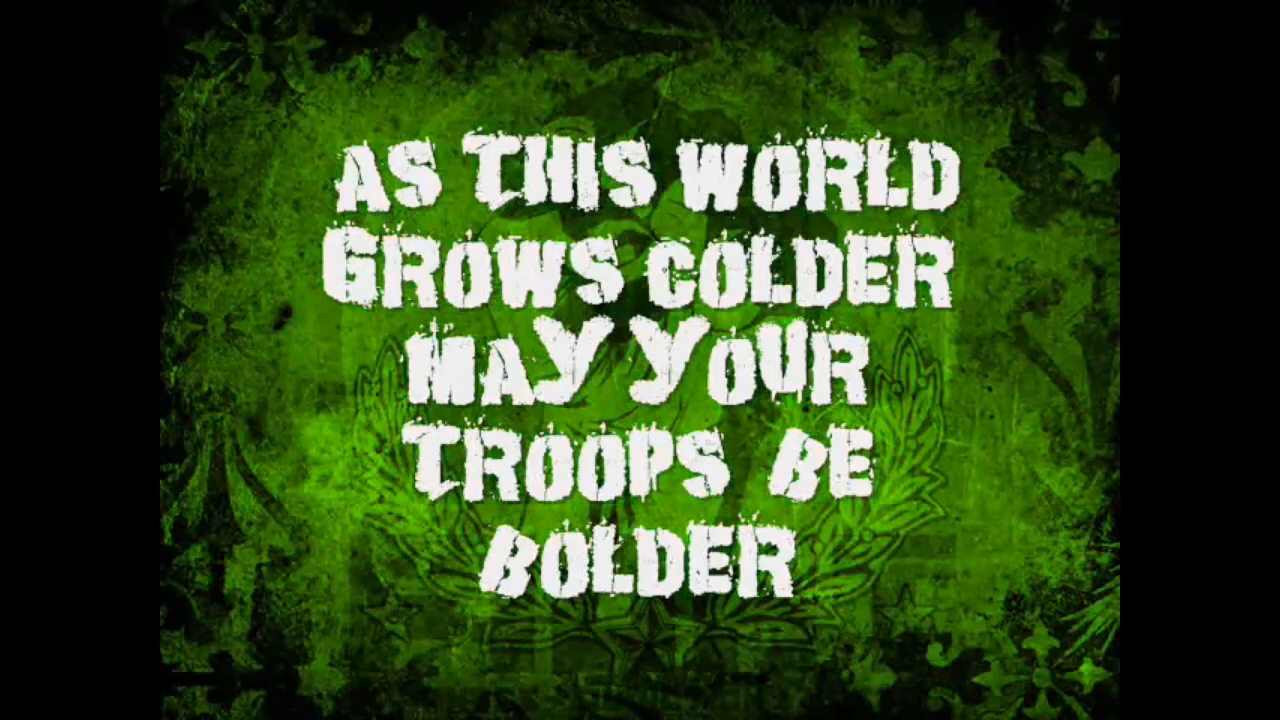 AS THIS WORLD
GROWS COLDER
MAY YOUR
TROOPS BE
BOLDER